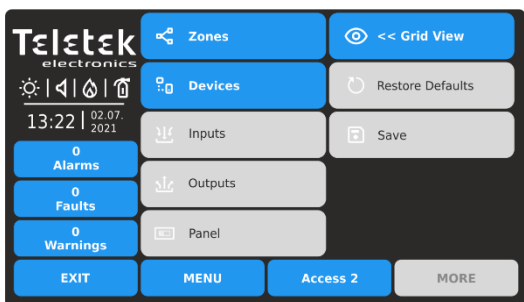 Teletek
electronics
13:22
02.07.
2021
0
Alarms
0
Faults
0
Warnings
EXIT
Zones
Devices
Inputs
Outputs
Panel
<< Grid View
Restore Defaults
Save
MENU
Access 2
MORE